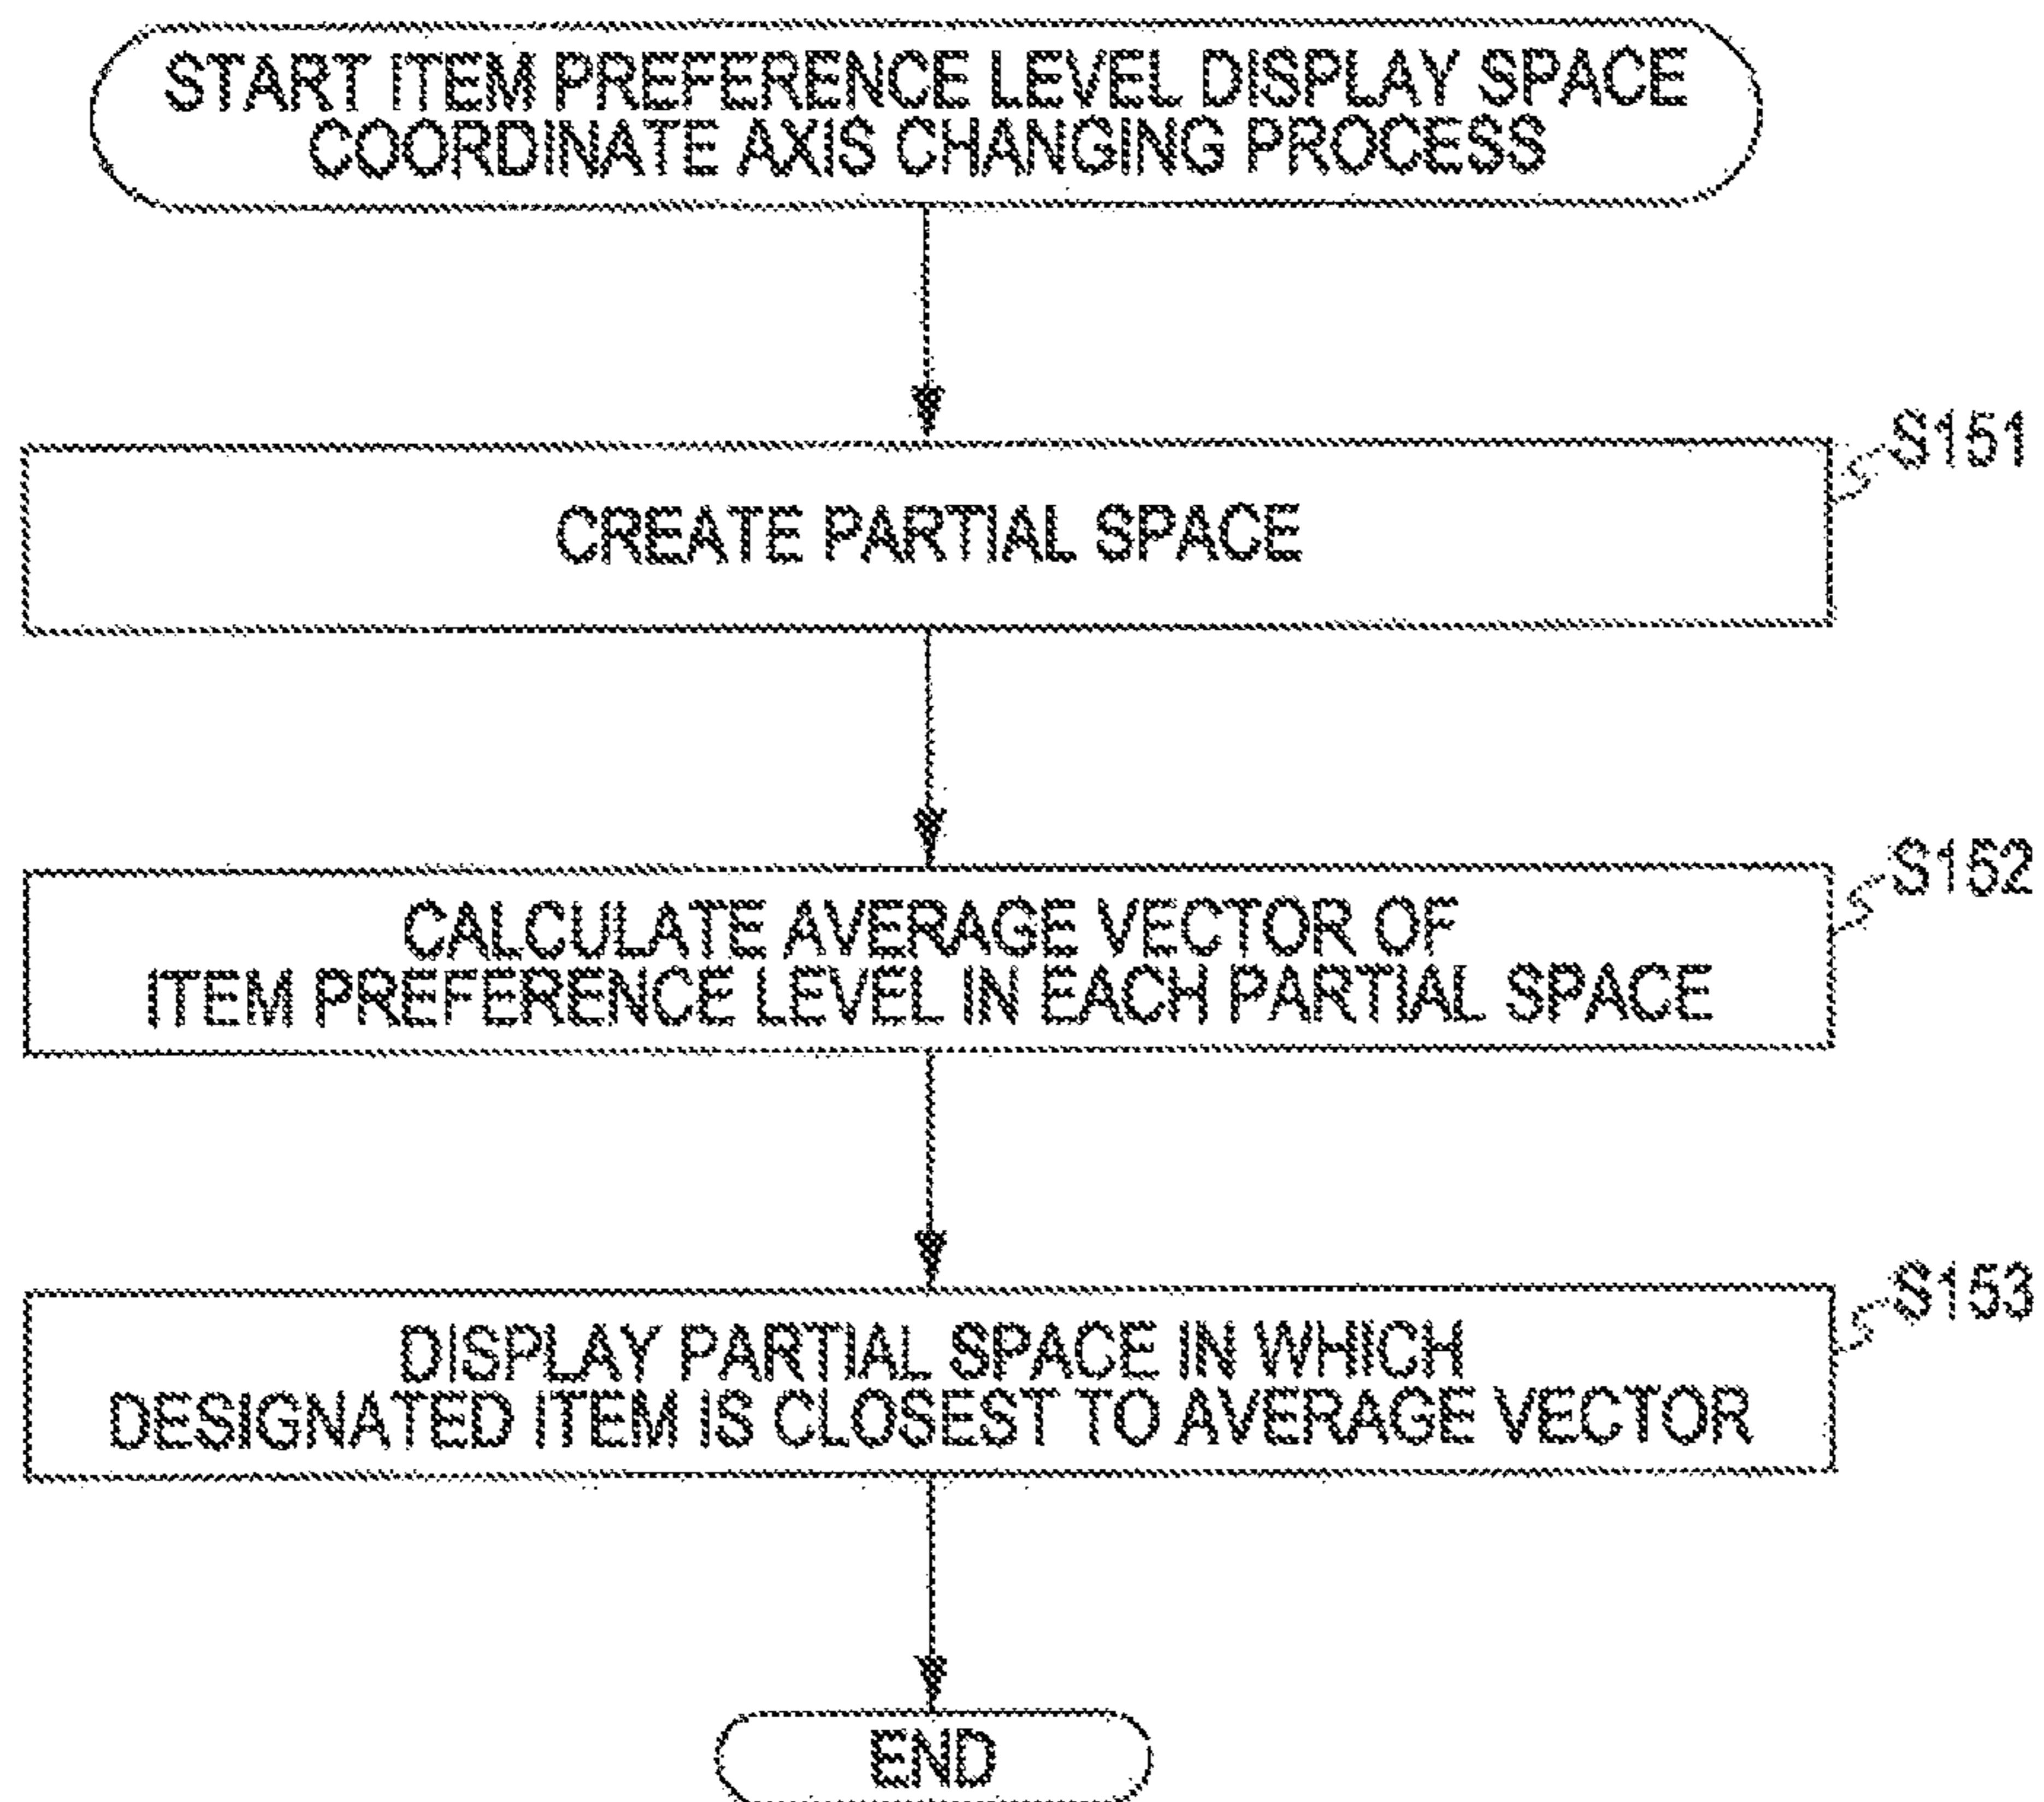 START ITEM PREFERENCE LEVEL DISPLAY SPACE
COORDINATE AXIS CHANGING PROCESS
S151
CREATE PARTIAL SPACE
S152
CALCULATE AVERAGE VECTOR OF
ITEM PREFERENCE LEVEL IN EACH PARTIAL SPACE
S153
DISPLAY PARTIAL SPACE IN WHICH
DESIGNATED ITEM IS CLOSEST TO AVERAGE VECTOR
END